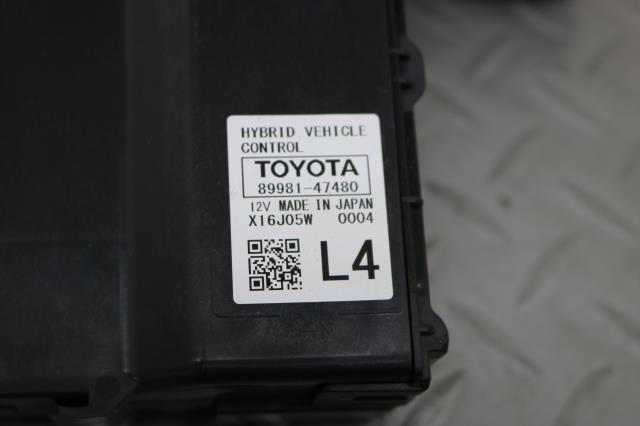 HYBRID VEHICLE
CONTROL
TOYOTA
89981-47480
12V MADE IN JAPAN
X16J05W 0004
L4